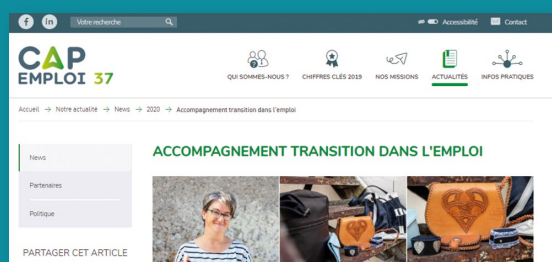 Votre recherche
Accessibilité
Contact
CAP
EMPLOI 37
QUI SOMMES-NOUS ?
CHIFFRES CLÉS 2019
NOS MISSIONS
ACTUALITÉS
INFOS PRATIQUES
Accueil → Notre actualité → News → 2020 → Accompagnement transition dans l'emploi
News
ACCOMPAGNEMENT TRANSITION DANS L'EMPLOI
Partenaires
Politique
PARTAGER CET ARTICLE